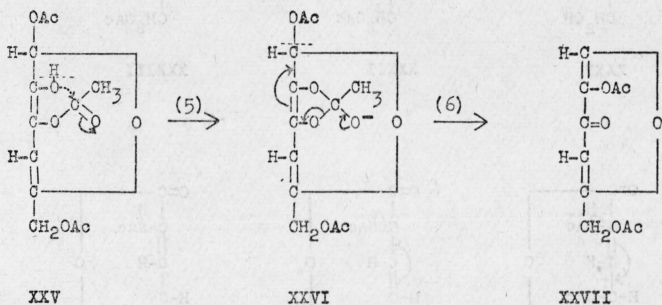 OAc OAc
H-C H-C H-C
H
C-O CH3 C-O CH3 C-OAc
C (5) C (6)
C-O O O C-O O- O C=O O
H-C H-C H-C
C C C
CH2OAc CH2OAc CH2OAc
XXV XXVI XXVII